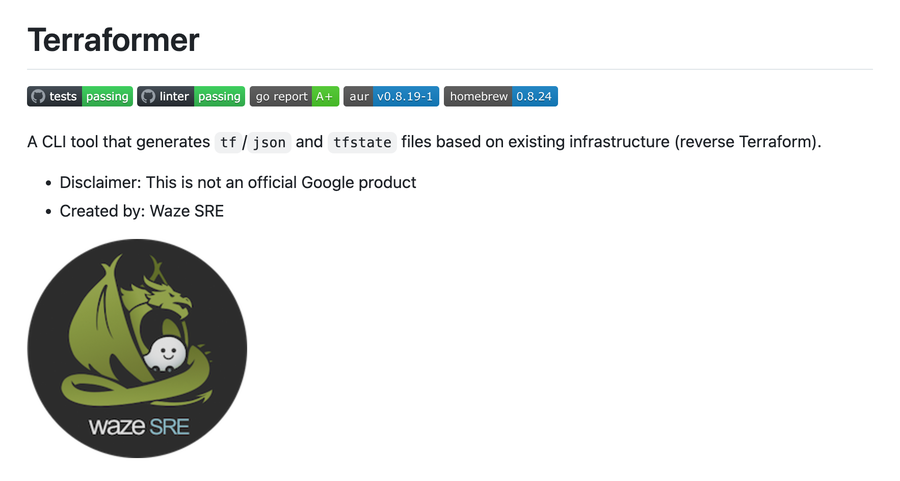 Terraformer
tests passing linter passing go report A+ aur v0.8.19-1 homebrew 0.8.24
A CLI tool that generates tf / json and tfstate files based on existing infrastructure (reverse Terraform).
• Disclaimer: This is not an official Google product
• Created by: Waze SRE
waze SRE